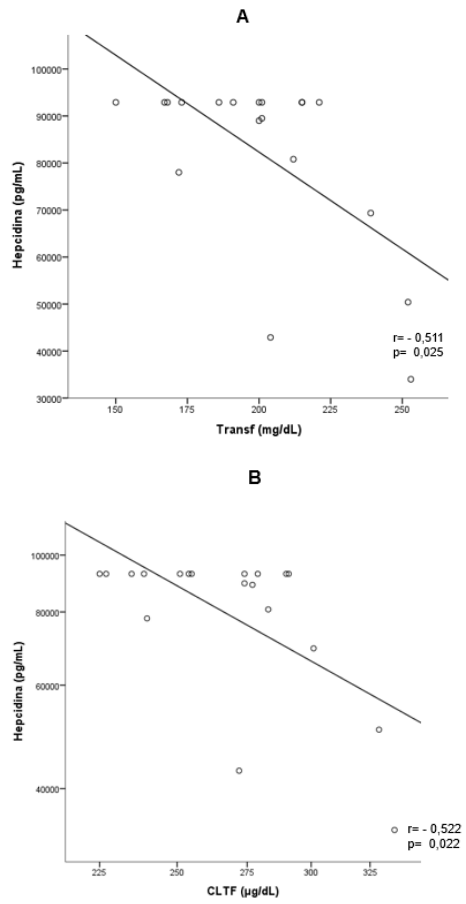 A
100000
90000
80000
70000
60000
50000
40000
30000
Hepcidina (pg/mL)
r= - 0,511
p= 0,025
150 175 200 225 250
Transf (mg/dL)
B
100000
80000
60000
40000
Hepcidina (pg/mL)
r= - 0,522
p= 0,022
225 250 275 300 325
CLTF (µg/dL)